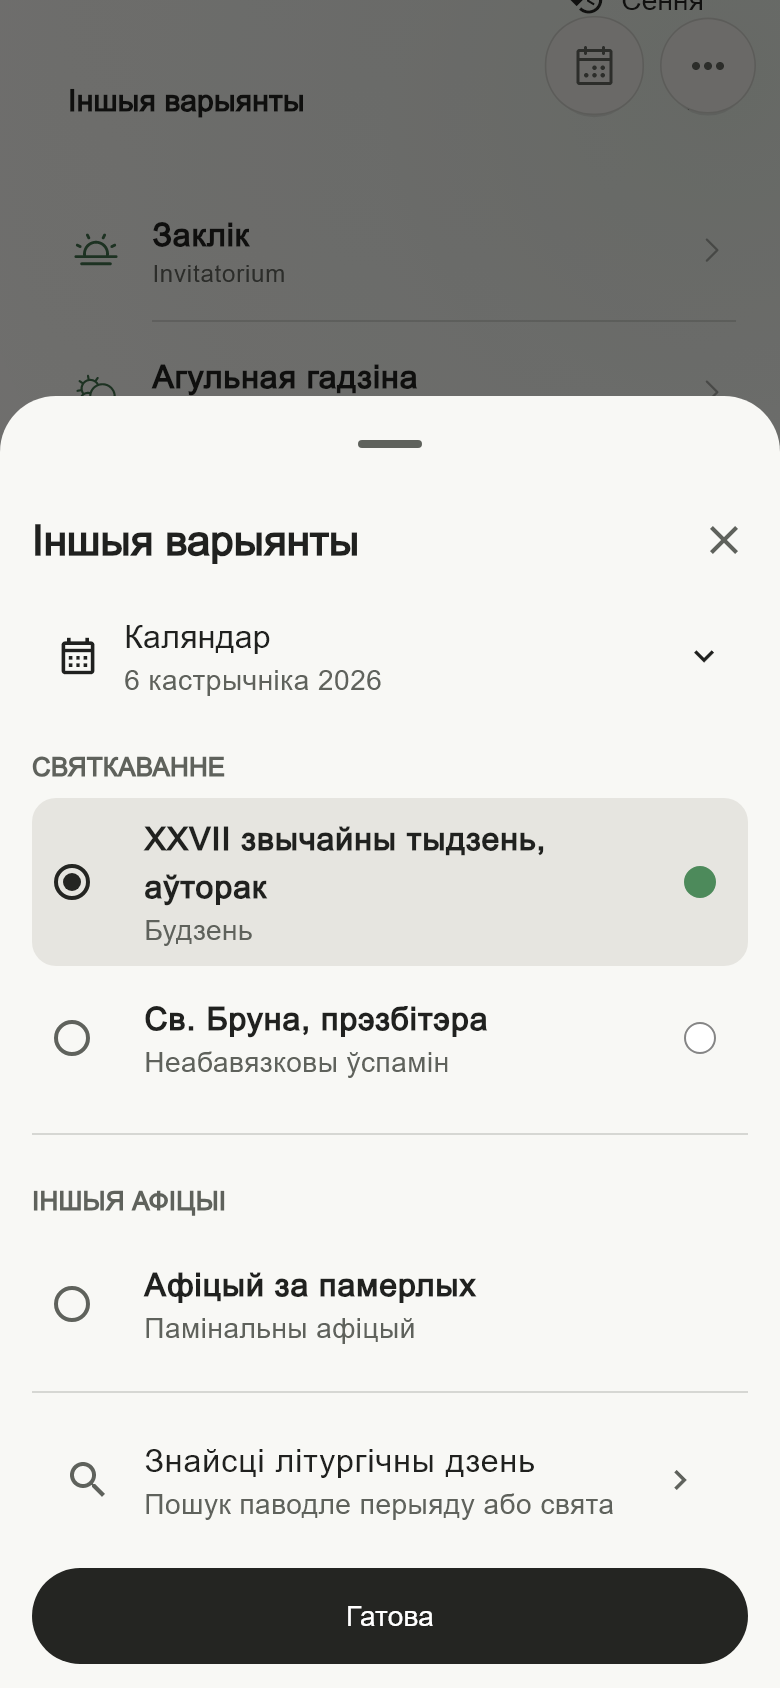 Сёння
Іншыя варыянты
Заклік
Invitatorium
Агульная гадзіна
Іншыя варыянты
Каляндар
6 кастрычніка 2026
СВЯТКАВАННЕ
XXVII звычайны тыдзень,
аўторак
Будзень
Св. Бруна, прэзбітэра
Неабавязковы ўспамін
ІНШЫЯ АФІЦЫІ
Афіцый за памерлых
Памінальны афіцый
Знайсці літургічны дзень
Пошук паводле перыяду або свята
Гатова